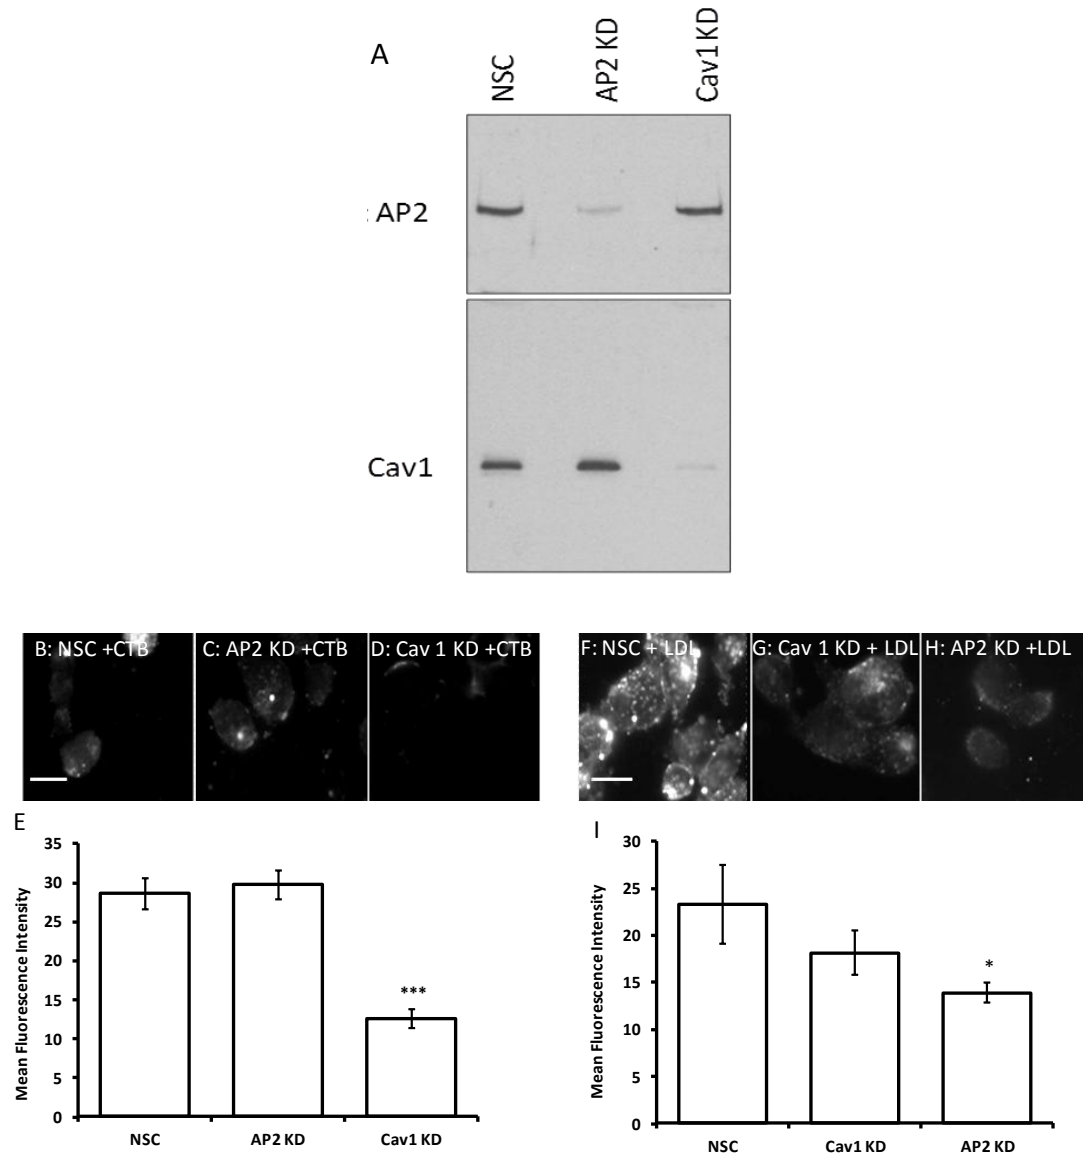 A
NSC
AP2 KD
Cav1 KD
: AP2
Cav1
B: NSC +CTB
C: AP2 KD +CTB
D: Cav 1 KD +CTB
F: NSC + LDL
G: Cav 1 KD + LDL
H: AP2 KD +LDL
E
35
30
25
20
15
10
5
0
Mean Fluorescence Intensity
***
NSC
AP2 KD
Cav1 KD
I
30
25
20
15
10
5
0
Mean Fluorescence Intensity
*
NSC
Cav1 KD
AP2 KD